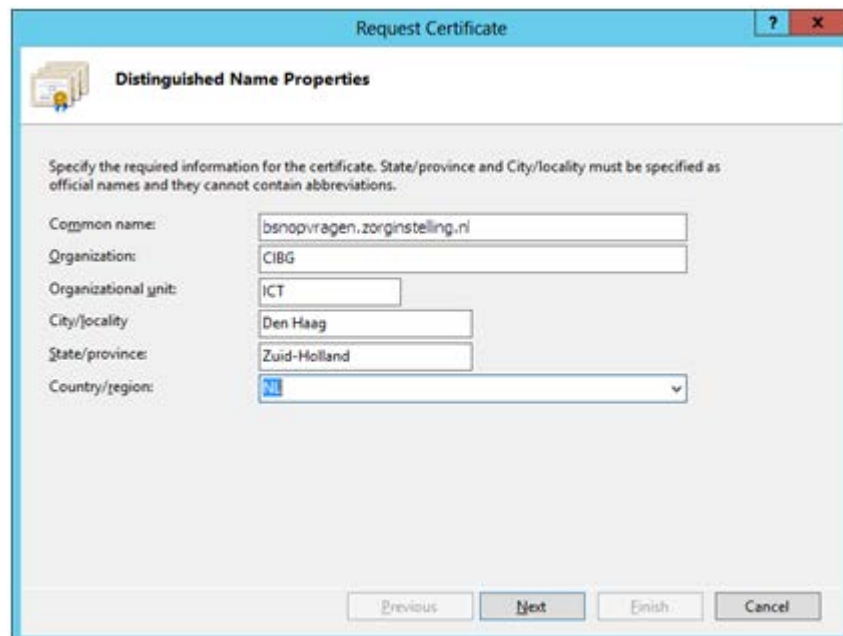 Request Certificate
? x
Distinguished Name Properties
Specify the required information for the certificate. State/province and City/locality must be specified as
official names and they cannot contain abbreviations.
Common name: bsnopvragen.zorginstelling.nl
Organization: CIBG
Organizational unit: ICT
City/locality Den Haag
State/province: Zuid-Holland
Country/region: NL
Previous Next Finish Cancel